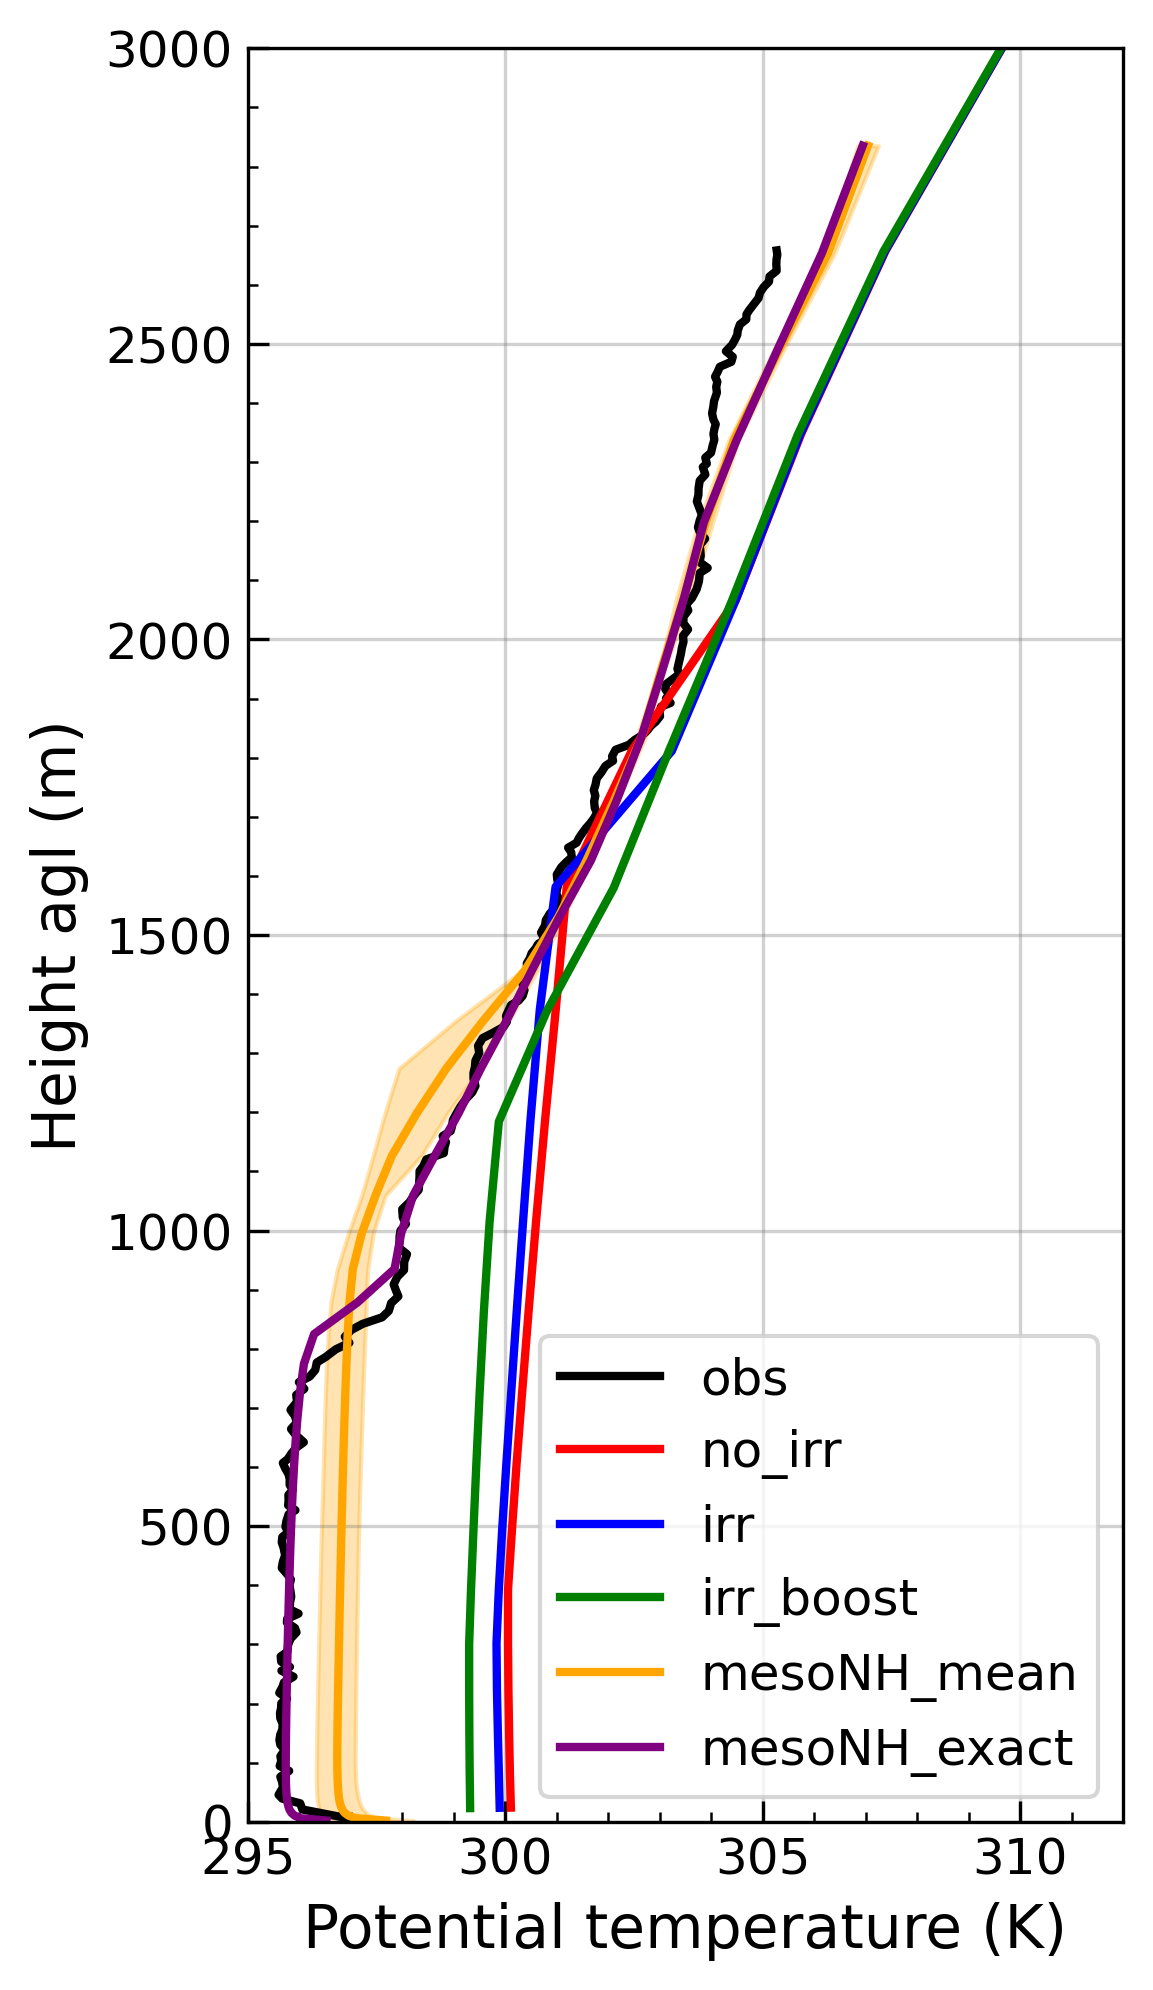 3000
2500
2000
1500
1000
500
0
295
300
305
310
Height agl (m)
Potential temperature (K)
obs
no_irr
irr
irr_boost
mesoNH_mean
mesoNH_exact